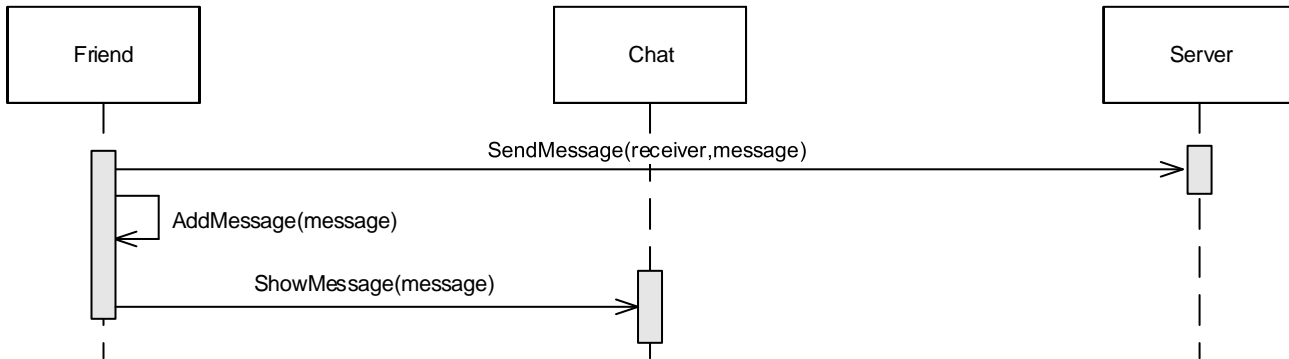 Friend
Chat
Server
SendMessage(receiver,message)
AddMessage(message)
ShowMessage(message)